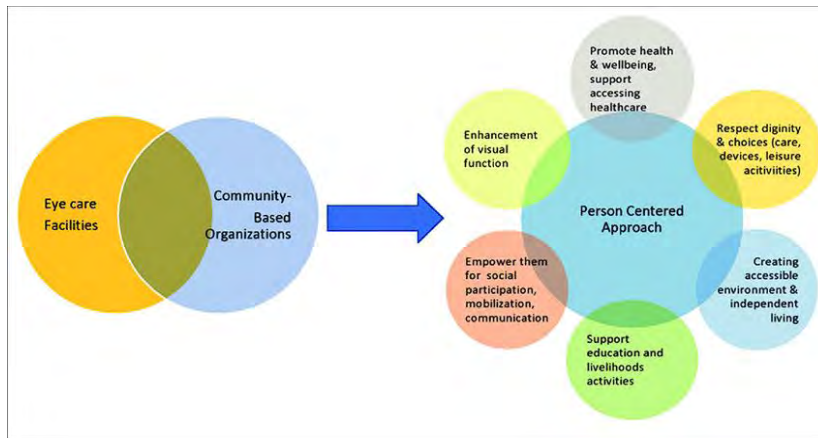 Eye care
Facilities
Community-
Based
Organizations
Promote health
& wellbeing,
support
accessing
healthcare
Enhancement
of visual
function
Respect diginity
& choices (care,
devices, leisure
acitiviities)
Person Centered
Approach
Empower them
for social
participation,
mobilization,
communication
Creating
accessible
environment &
independent
living
Support
education and
livelihoods
activities